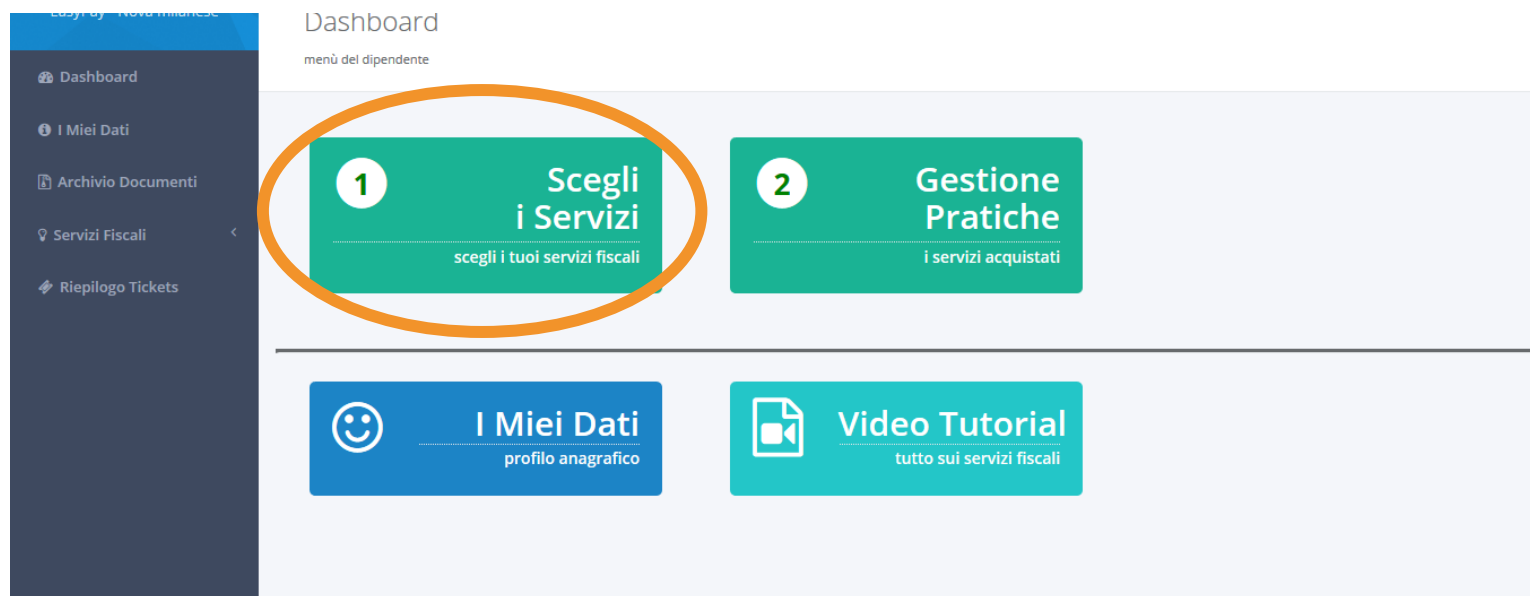 Dashboard
menù del dipendente
Dashboard
I Miei Dati
Archivio Documenti
Servizi Fiscali
Riepilogo Tickets
1
Scegli
i Servizi
scegli i tuoi servizi fiscali
2
Gestione
Pratiche
i servizi acquistati
I Miei Dati
profilo anagrafico
Video Tutorial
tutto sui servizi fiscali